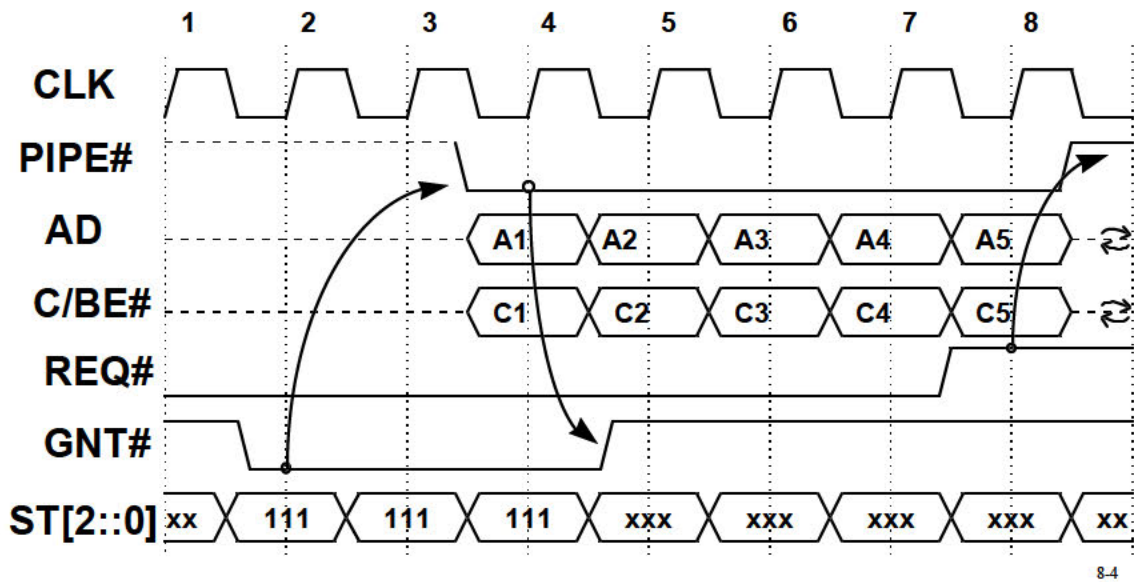 1 2 3 4 5 6 7 8
CLK
PIPE#
AD A1 A2 A3 A4 A5
C/BE# C1 C2 C3 C4 C5
REQ#
GNT#
ST[2::0] xx 111 111 111 xxx xxx xxx xxx xx
8-4